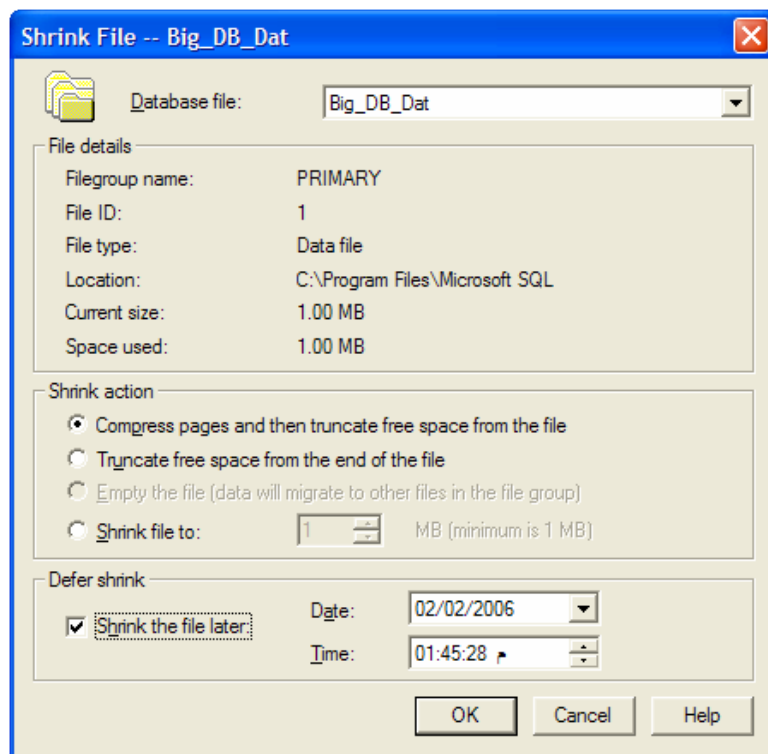 Shrink File -- Big_DB_Dat
Database file: Big_DB_Dat
File details
Filegroup name: PRIMARY
File ID: 1
File type: Data file
Location: C:\Program Files\Microsoft SQL
Current size: 1.00 MB
Space used: 1.00 MB
Shrink action
Compress pages and then truncate free space from the file
Truncate free space from the end of the file
Empty the file (data will migrate to other files in the file group)
Shrink file to: 1 MB (minimum is 1 MB)
Defer shrink
Shrink the file later: Date: 02/02/2006
Time: 01:45:28 م
OK Cancel Help